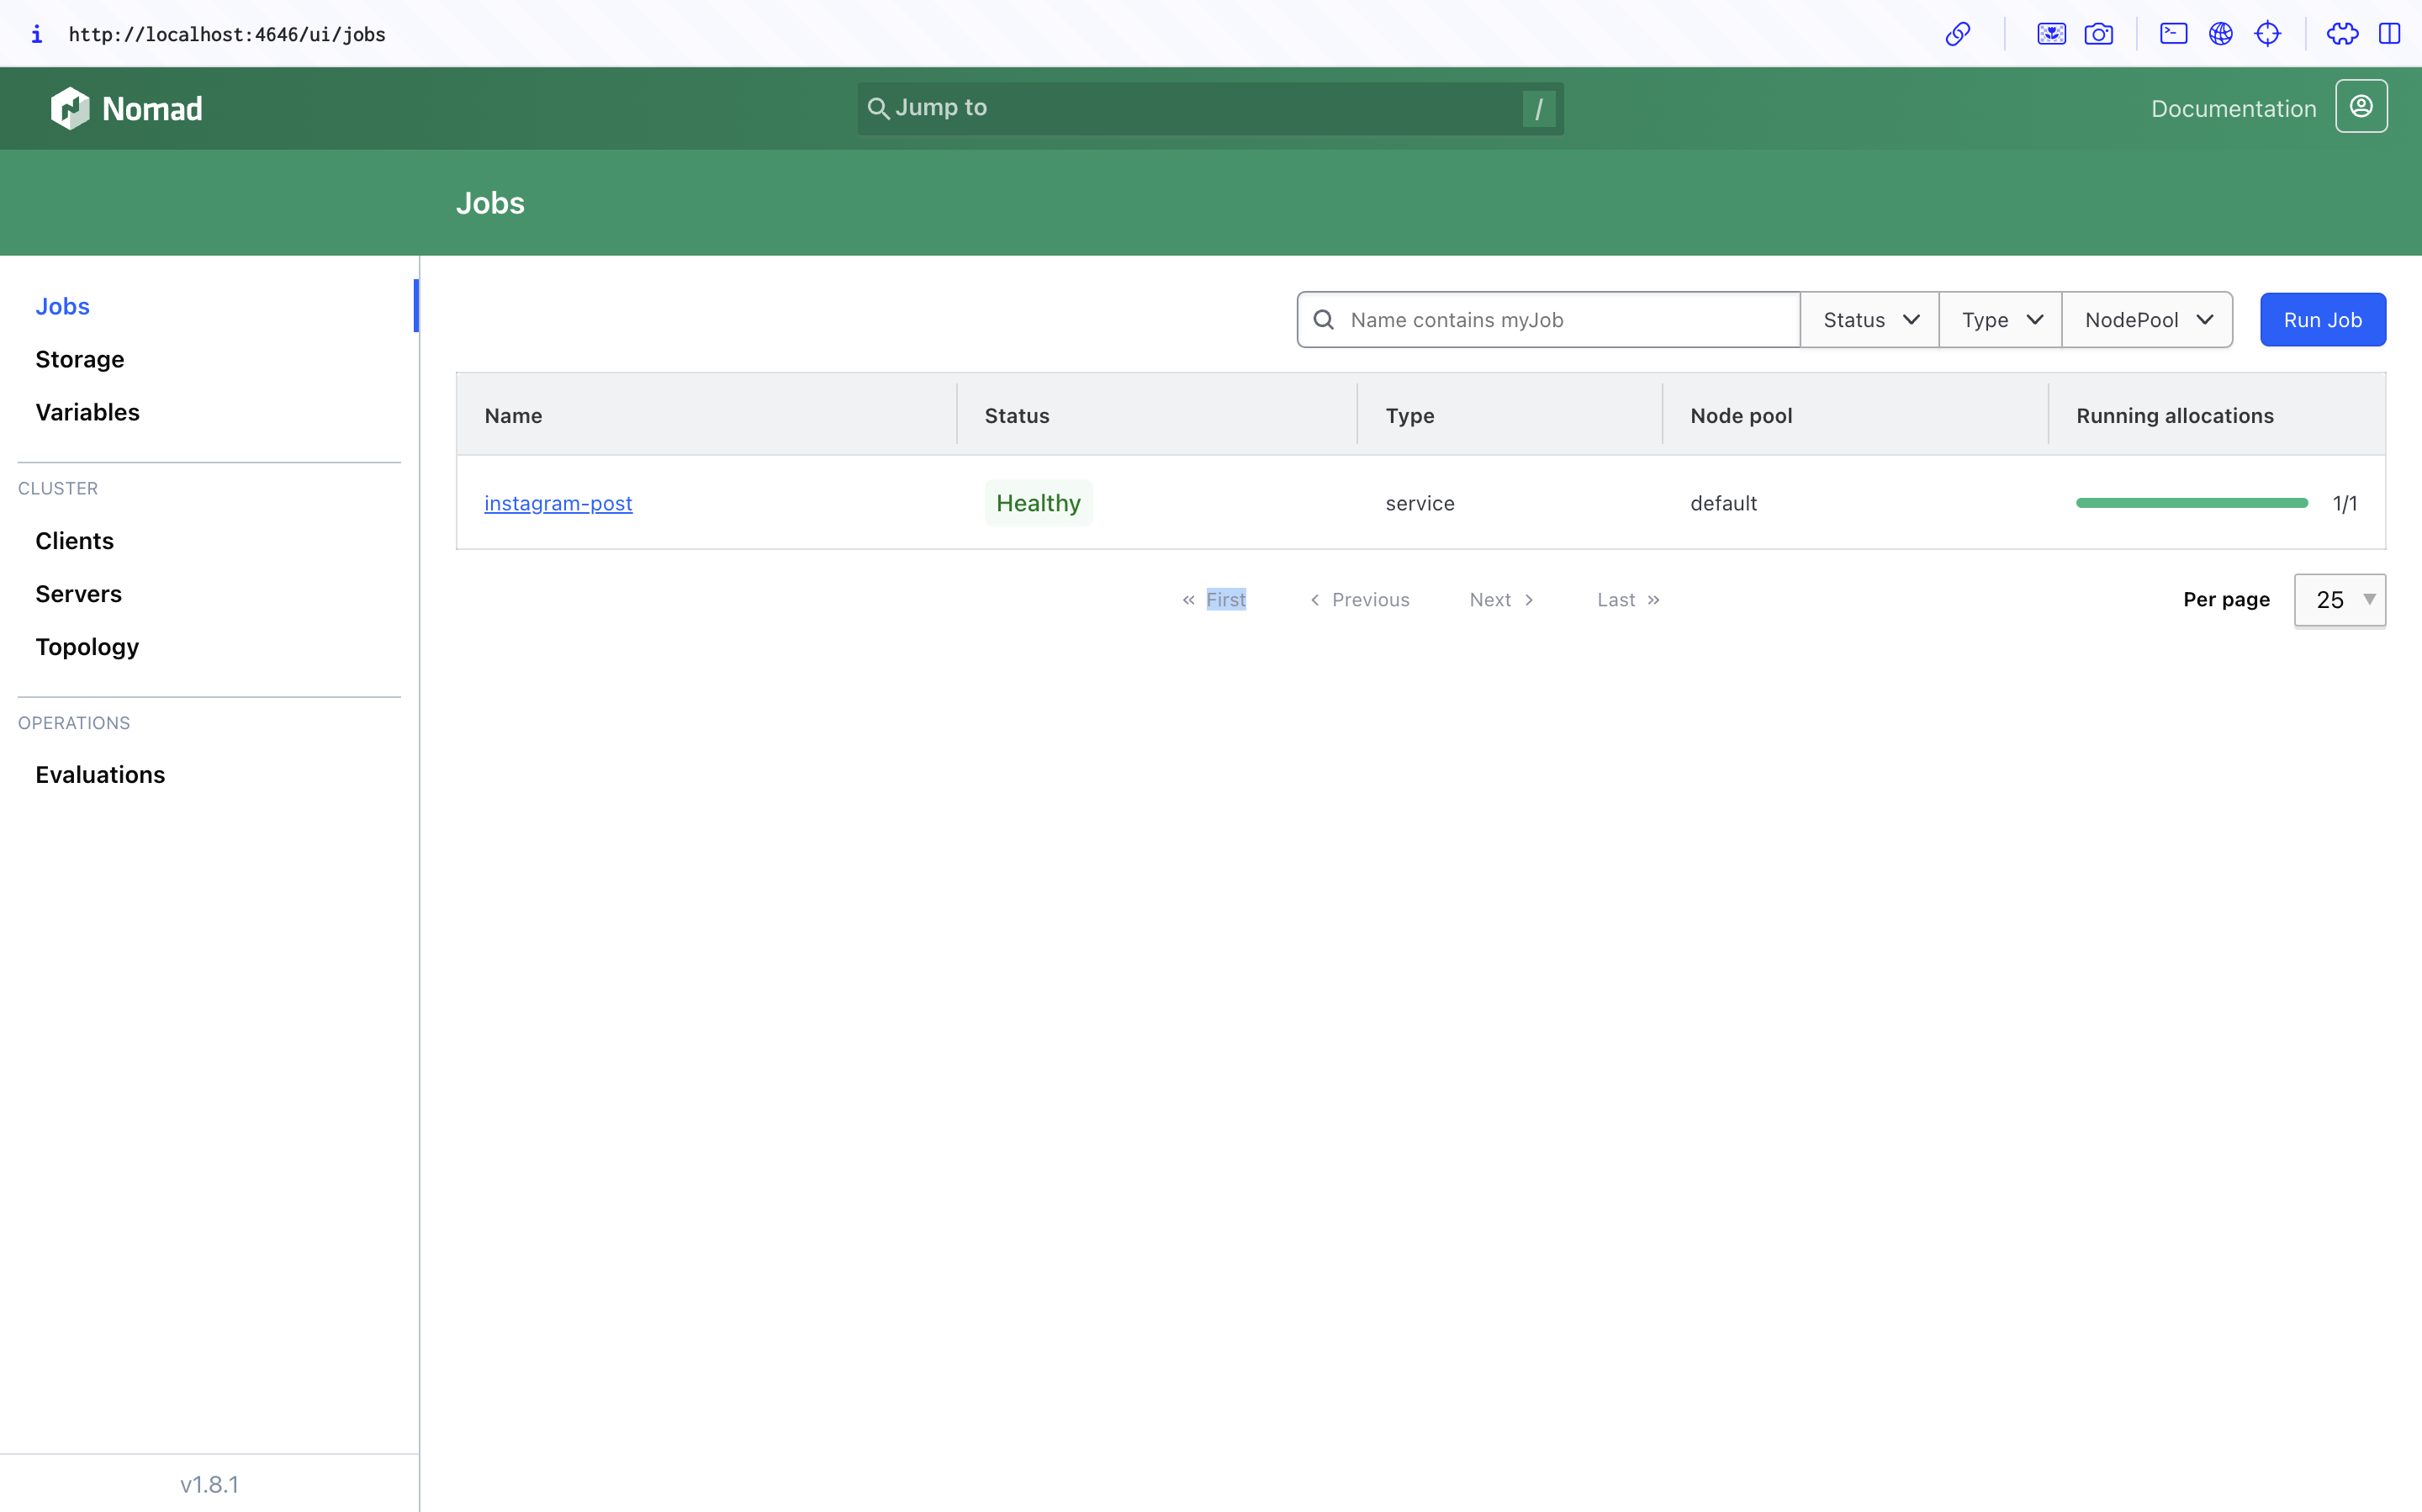 i http://localhost:4646/ui/jobs
Nomad
Jump to /
Documentation
Jobs
Jobs
Storage
Variables
CLUSTER
Clients
Servers
Topology
OPERATIONS
Evaluations
v1.8.1
Name contains myJob Status Type NodePool Run Job
Name Status Type Node pool Running allocations
instagram-post Healthy service default 1/1
« First ‹ Previous Next › Last » Per page 25